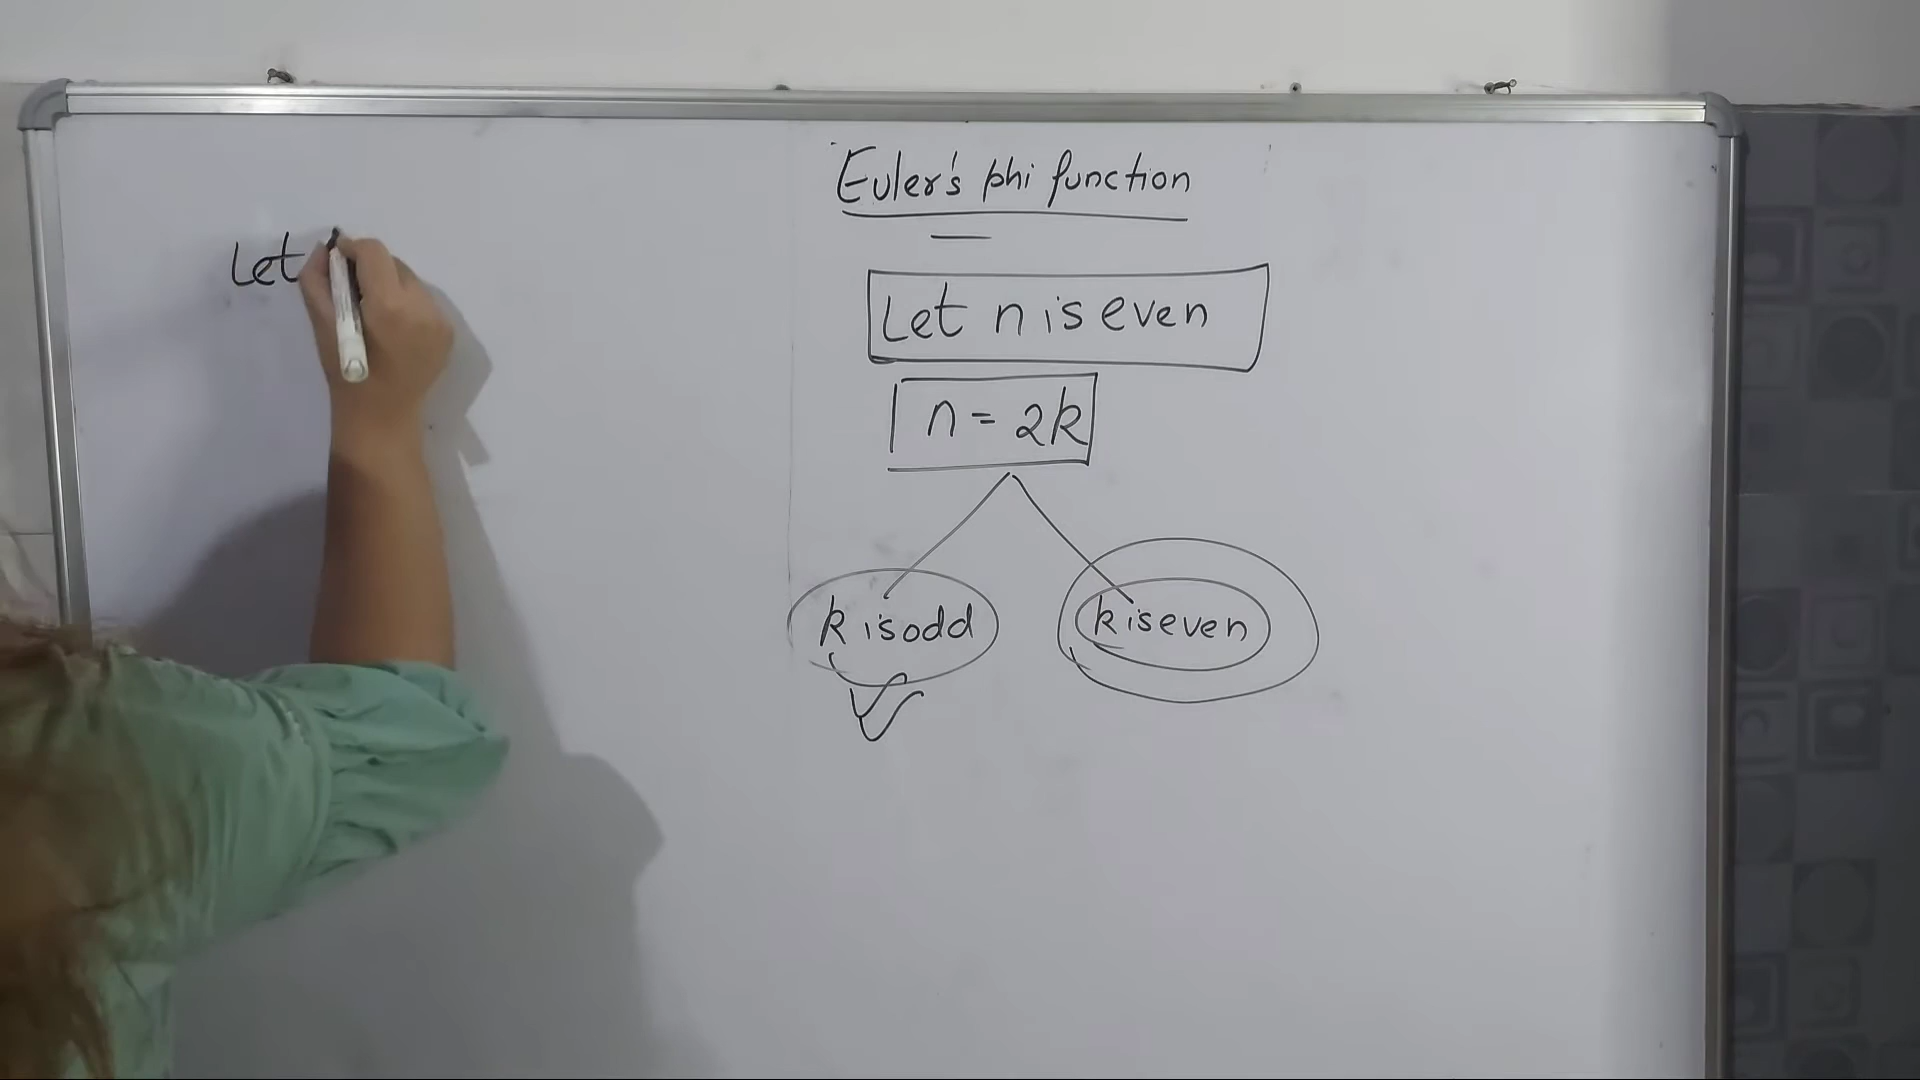 Euler's phi function
Let
Let n is even
n = 2k
k is odd
k is even